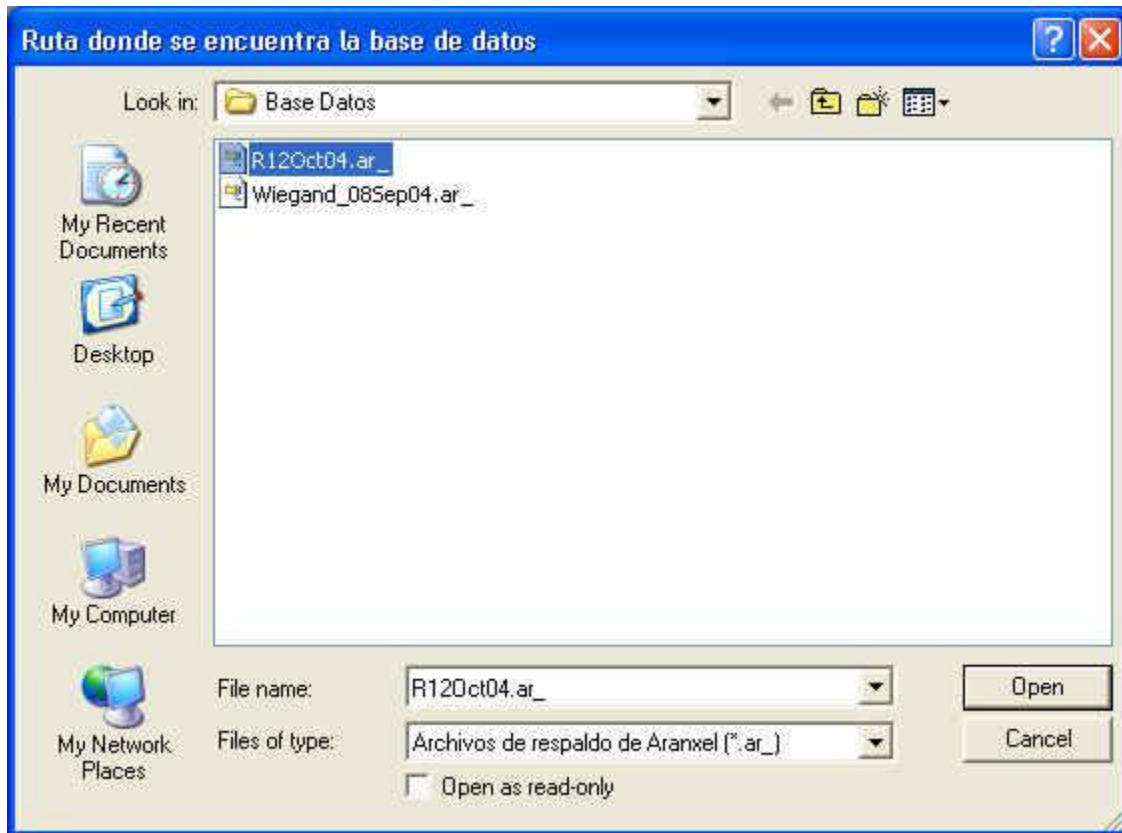 Ruta donde se encuentra la base de datos
Look in:
Base Datos
R12Oct04.ar_
Wiegand_08Sep04.ar_
My Recent
Documents
Desktop
My Documents
My Computer
My Network
Places
File name:
R12Oct04.ar_
Open
Files of type:
Archivos de respaldo de Aranxel (*.ar_)
Cancel
Open as read-only